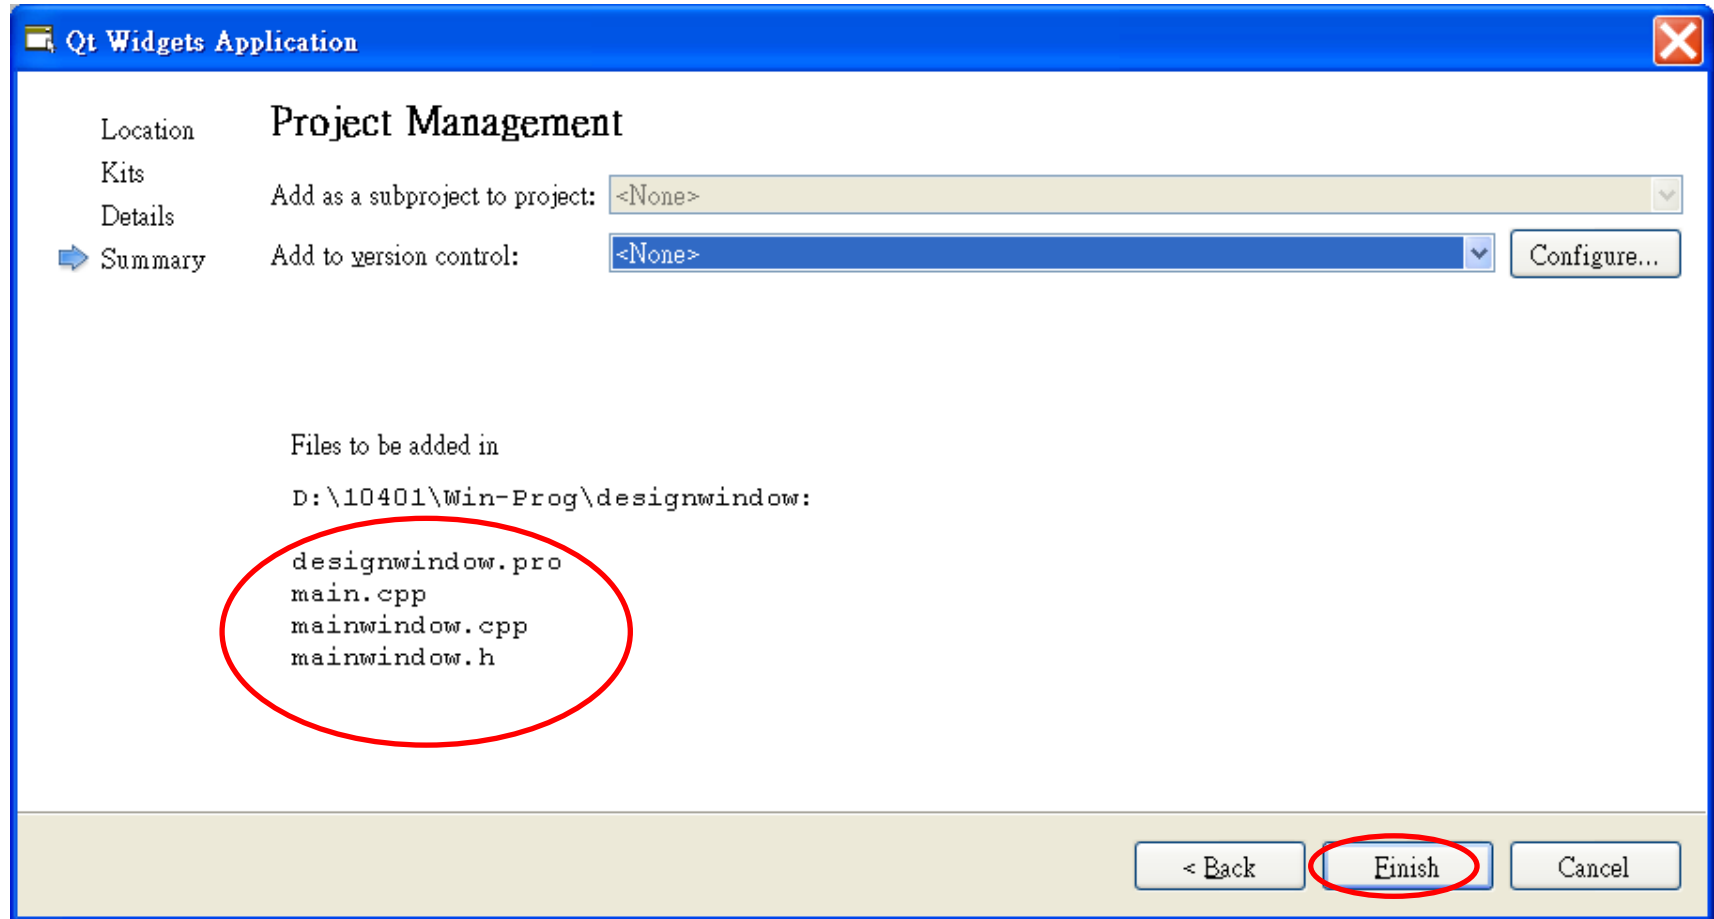 Qt Widgets Application
Location
Kits
Details
Summary
Project Management
Add as a subproject to project: <None>
Add to version control: <None> Configure...
Files to be added in
D:\10401\Win-Prog\designwindow:
designwindow.pro
main.cpp
mainwindow.cpp
mainwindow.h
< Back Finish Cancel